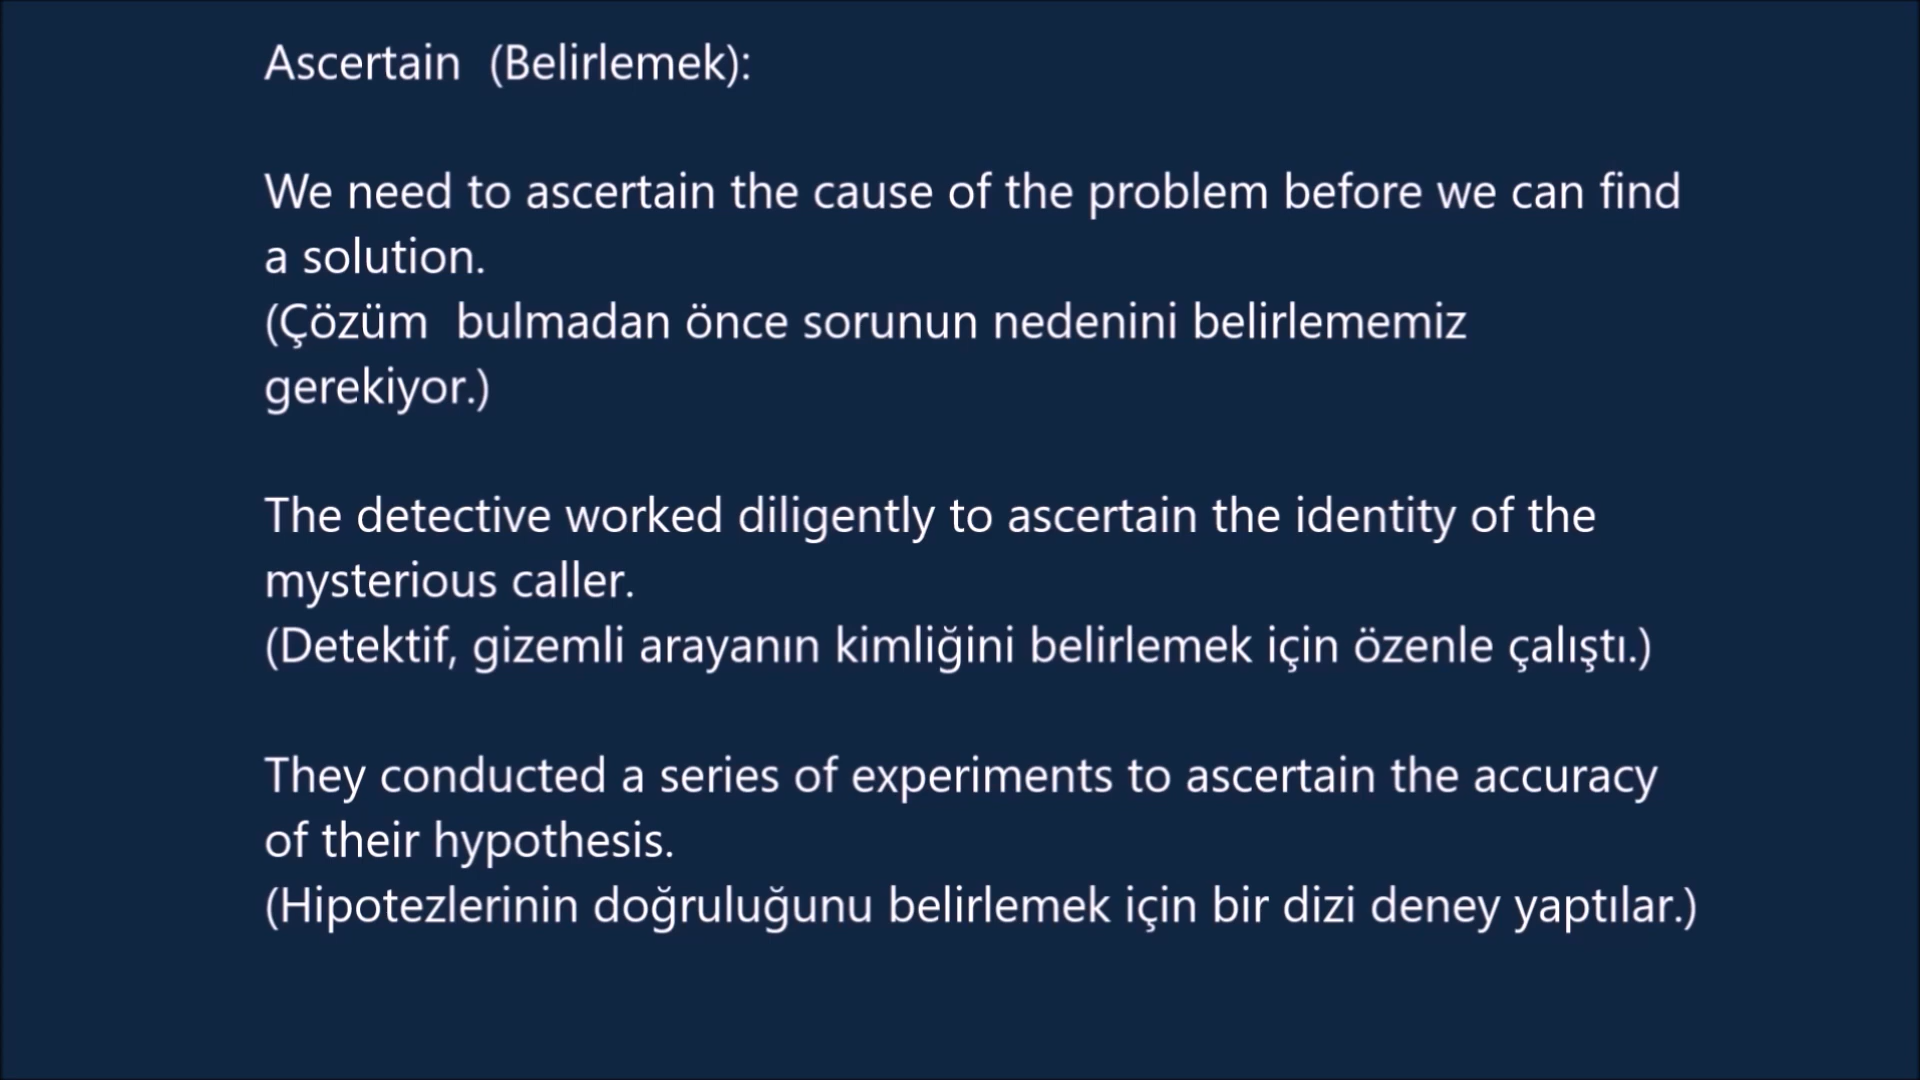 Ascertain  (Belirlemek):
We need to ascertain the cause of the problem before we can find
a solution.
(Çözüm  bulmadan önce sorunun nedenini belirlememiz
gerekiyor.)
The detective worked diligently to ascertain the identity of the
mysterious caller.
(Detektif, gizemli arayanın kimliğini belirlemek için özenle çalıştı.)
They conducted a series of experiments to ascertain the accuracy
of their hypothesis.
(Hipotezlerinin doğruluğunu belirlemek için bir dizi deney yaptılar.)